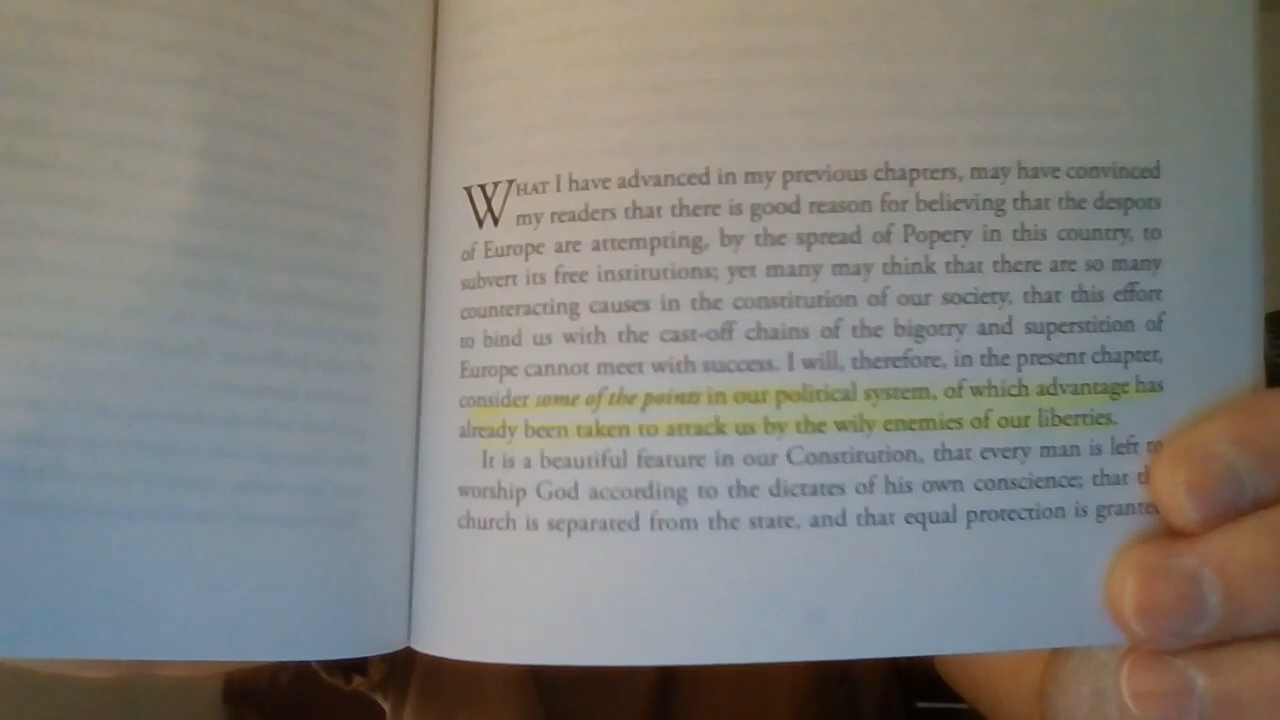 WHAT I have advanced in my previous chapters, may have convinced
my readers that there is good reason for believing that the despots
of Europe are attempting, by the spread of Popery in this country, to
subvert its free institutions; yet many may think that there are so many
counteracting causes in the constitution of our society, that this effort
to bind us with the cast-off chains of the bigotry and superstition of
Europe cannot meet with success. I will, therefore, in the present chapter,
consider some of the points in our political system, of which advantage has
already been taken to attack us by the wily enemies of our liberties.
It is a beautiful feature in our Constitution, that every man is left to
worship God according to the dictates of his own conscience; that
church is separated from the state, and that equal protection is